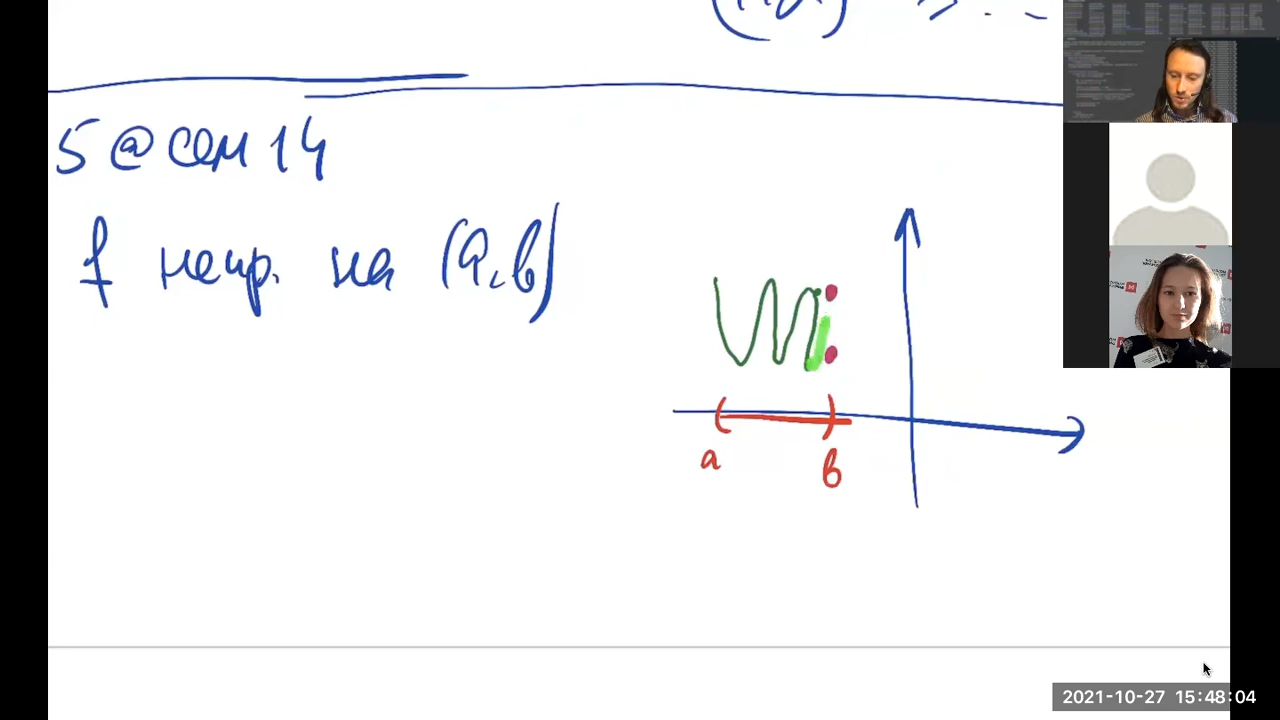 5 @ сем 14
f непр. на (a, b)
a
b
2021-10-27 15:48:04